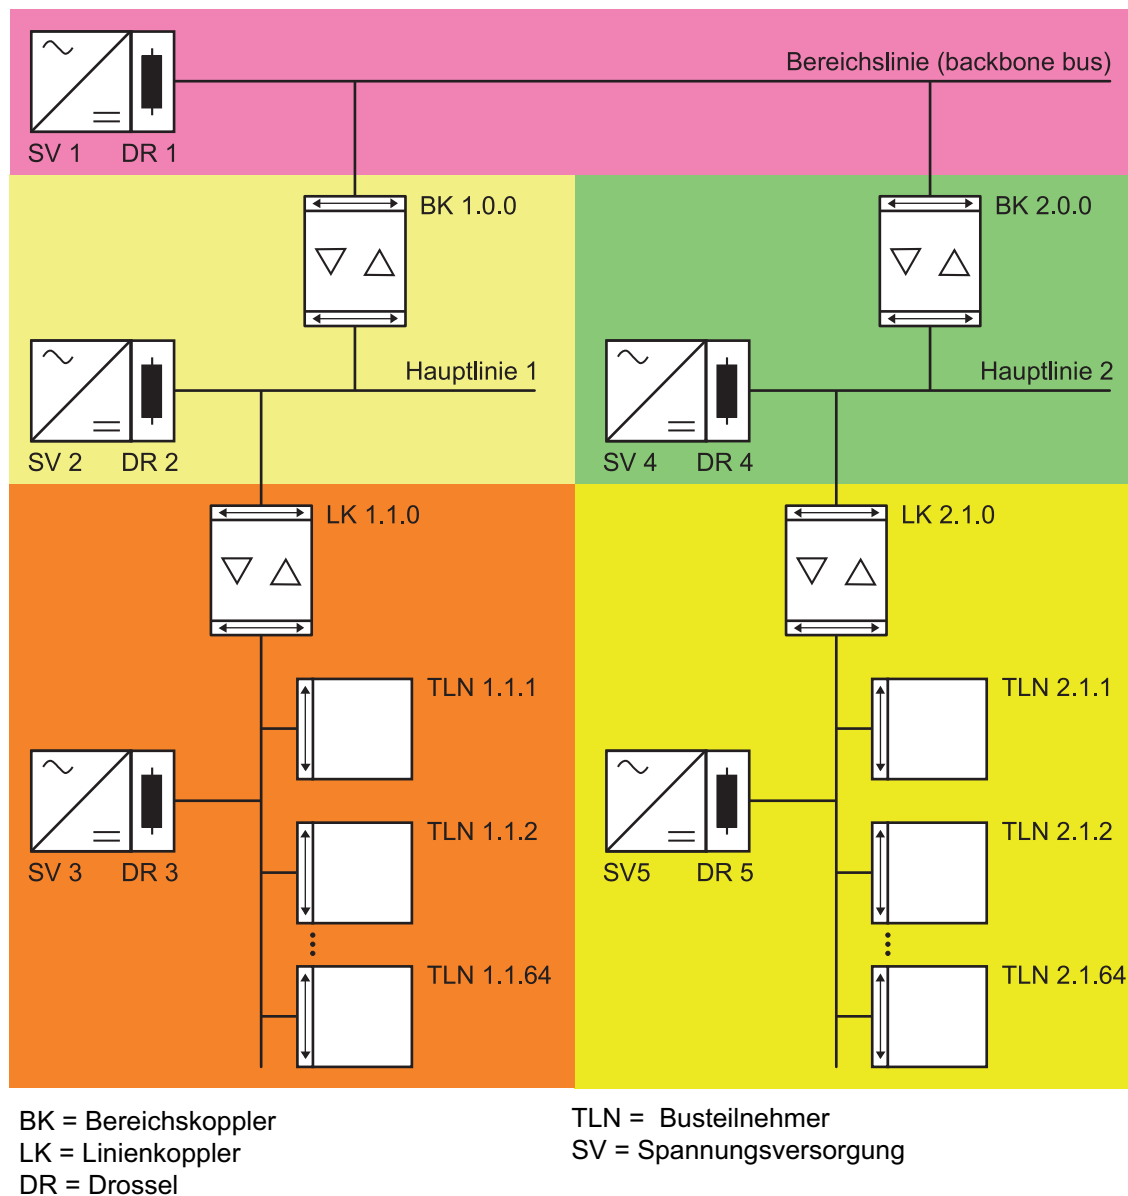 Bereichslinie (backbone bus)
SV 1 DR 1
BK 1.0.0
BK 2.0.0
Hauptlinie 1
Hauptlinie 2
SV 2 DR 2
SV 4 DR 4
LK 1.1.0
LK 2.1.0
TLN 1.1.1
TLN 2.1.1
TLN 1.1.2
TLN 2.1.2
SV 3 DR 3
SV5 DR 5
TLN 1.1.64
TLN 2.1.64
BK = Bereichskoppler
LK = Linienkoppler
DR = Drossel
TLN = Busteilnehmer
SV = Spannungsversorgung